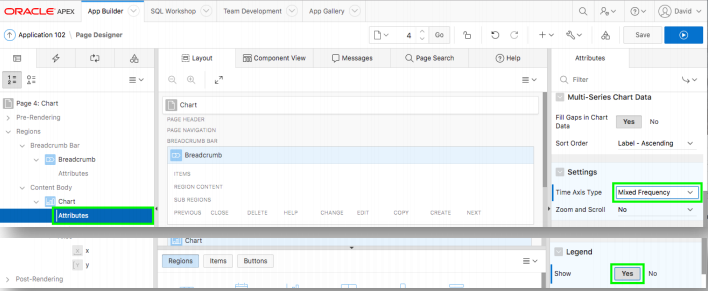 ORACLE APEX App Builder SQL Workshop Team Development App Gallery David
Application 102 \ Page Designer 4 Go Save
Layout Component View Messages Page Search Help Attributes
Filter
Page 4: Chart
Pre-Rendering
Regions
Breadcrumb Bar
Breadcrumb
Attributes
Content Body
Chart
Attributes
x
y
Post-Rendering
Chart
PAGE HEADER
PAGE NAVIGATION
BREADCRUMB BAR
Breadcrumb
ITEMS
REGION CONTENT
SUB REGIONS
PREVIOUS CLOSE DELETE HELP CHANGE EDIT COPY CREATE NEXT
Chart
Regions Items Buttons
Multi-Series Chart Data
Fill Gaps in Chart
Data
Yes No
Sort Order Label - Ascending
Settings
Time Axis Type Mixed Frequency
Zoom and Scroll No
Legend
Show Yes No